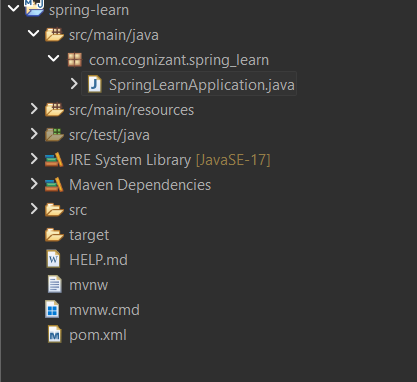 spring-learn
src/main/java
com.cognizant.spring_learn
SpringLearnApplication.java
src/main/resources
src/test/java
JRE System Library [JavaSE-17]
Maven Dependencies
src
target
HELP.md
mvnw
mvnw.cmd
pom.xml